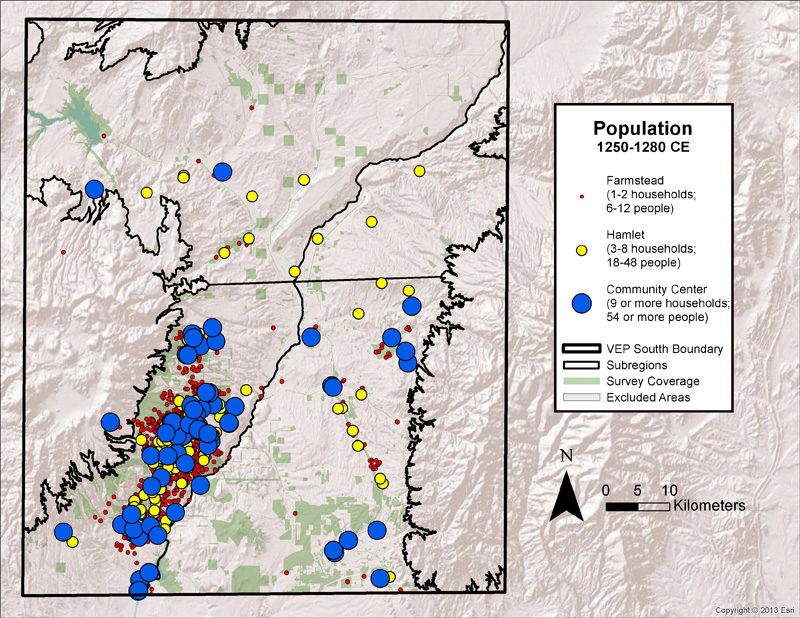 Population
1250-1280 CE
Farmstead
(1-2 households;
6-12 people)
Hamlet
(3-8 households;
18-48 people)
Community Center
(9 or more households;
54 or more people)
VEP Soutth Boundary
Subregions
Survey Coverage
Excluded Areas
N
0 5 10
Kilometers
Copyright:© 2013 Esri